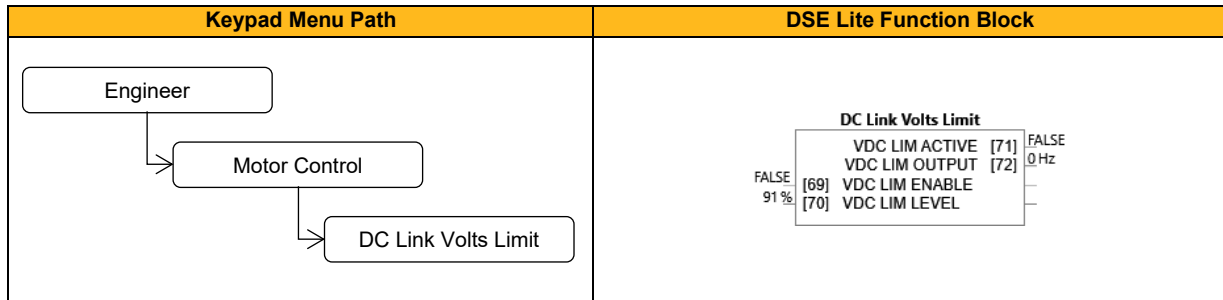 Keypad Menu Path
DSE Lite Function Block
Engineer
Motor Control
DC Link Volts Limit
DC Link Volts Limit
VDC LIM ACTIVE [71] FALSE
VDC LIM OUTPUT [72] 0 Hz
FALSE [69] VDC LIM ENABLE
91 % [70] VDC LIM LEVEL